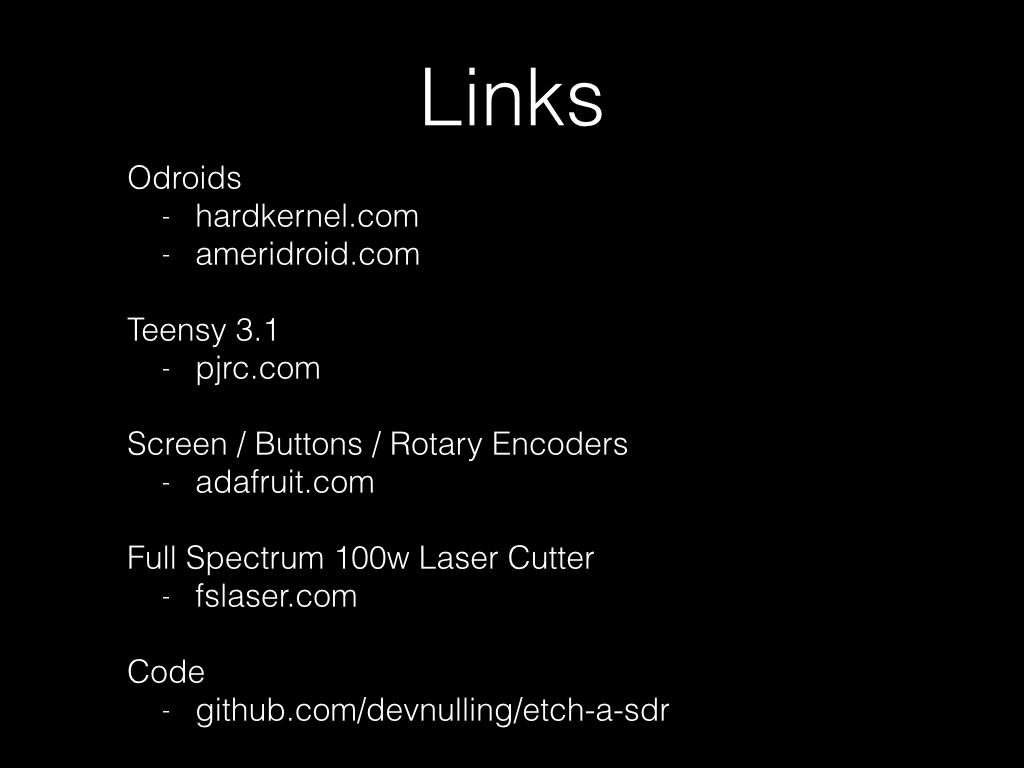 Links
Odroids
- hardkernel.com
- ameridroid.com
Teensy 3.1
- pjrc.com
Screen / Buttons / Rotary Encoders
- adafruit.com
Full Spectrum 100w Laser Cutter
- fslaser.com
Code
- github.com/devnulling/etch-a-sdr